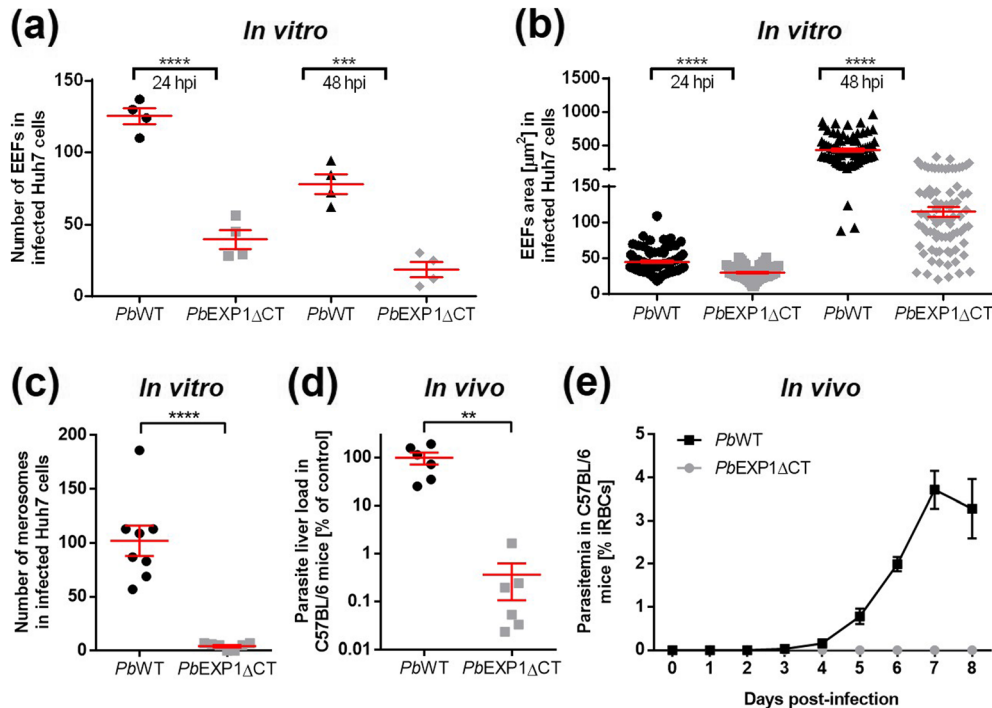 (a)
In vitro
****
24 hpi
***
48 hpi
Number of EEFs in
infected Huh7 cells
150
100
50
0
PbWT
PbEXP1ΔCT
PbWT
PbEXP1ΔCT
(b)
In vitro
****
24 hpi
****
48 hpi
EEFs area [µm²] in
infected Huh7 cells
1500
1000
500
150
100
50
0
PbWT
PbEXP1ΔCT
PbWT
PbEXP1ΔCT
(c)
In vitro
****
Number of merosomes
in infected Huh7 cells
200
150
100
50
0
PbWT
PbEXP1ΔCT
(d)
In vivo
**
Parasite liver load in
C57BL/6 mice [% of control]
100
1
0.1
0.01
PbWT
PbEXP1ΔCT
(e)
In vivo
PbWT
PbEXP1ΔCT
Parasitemia in C57BL/6
mice [% iRBCs]
5
4
3
2
1
0
0 1 2 3 4 5 6 7 8
Days post-infection